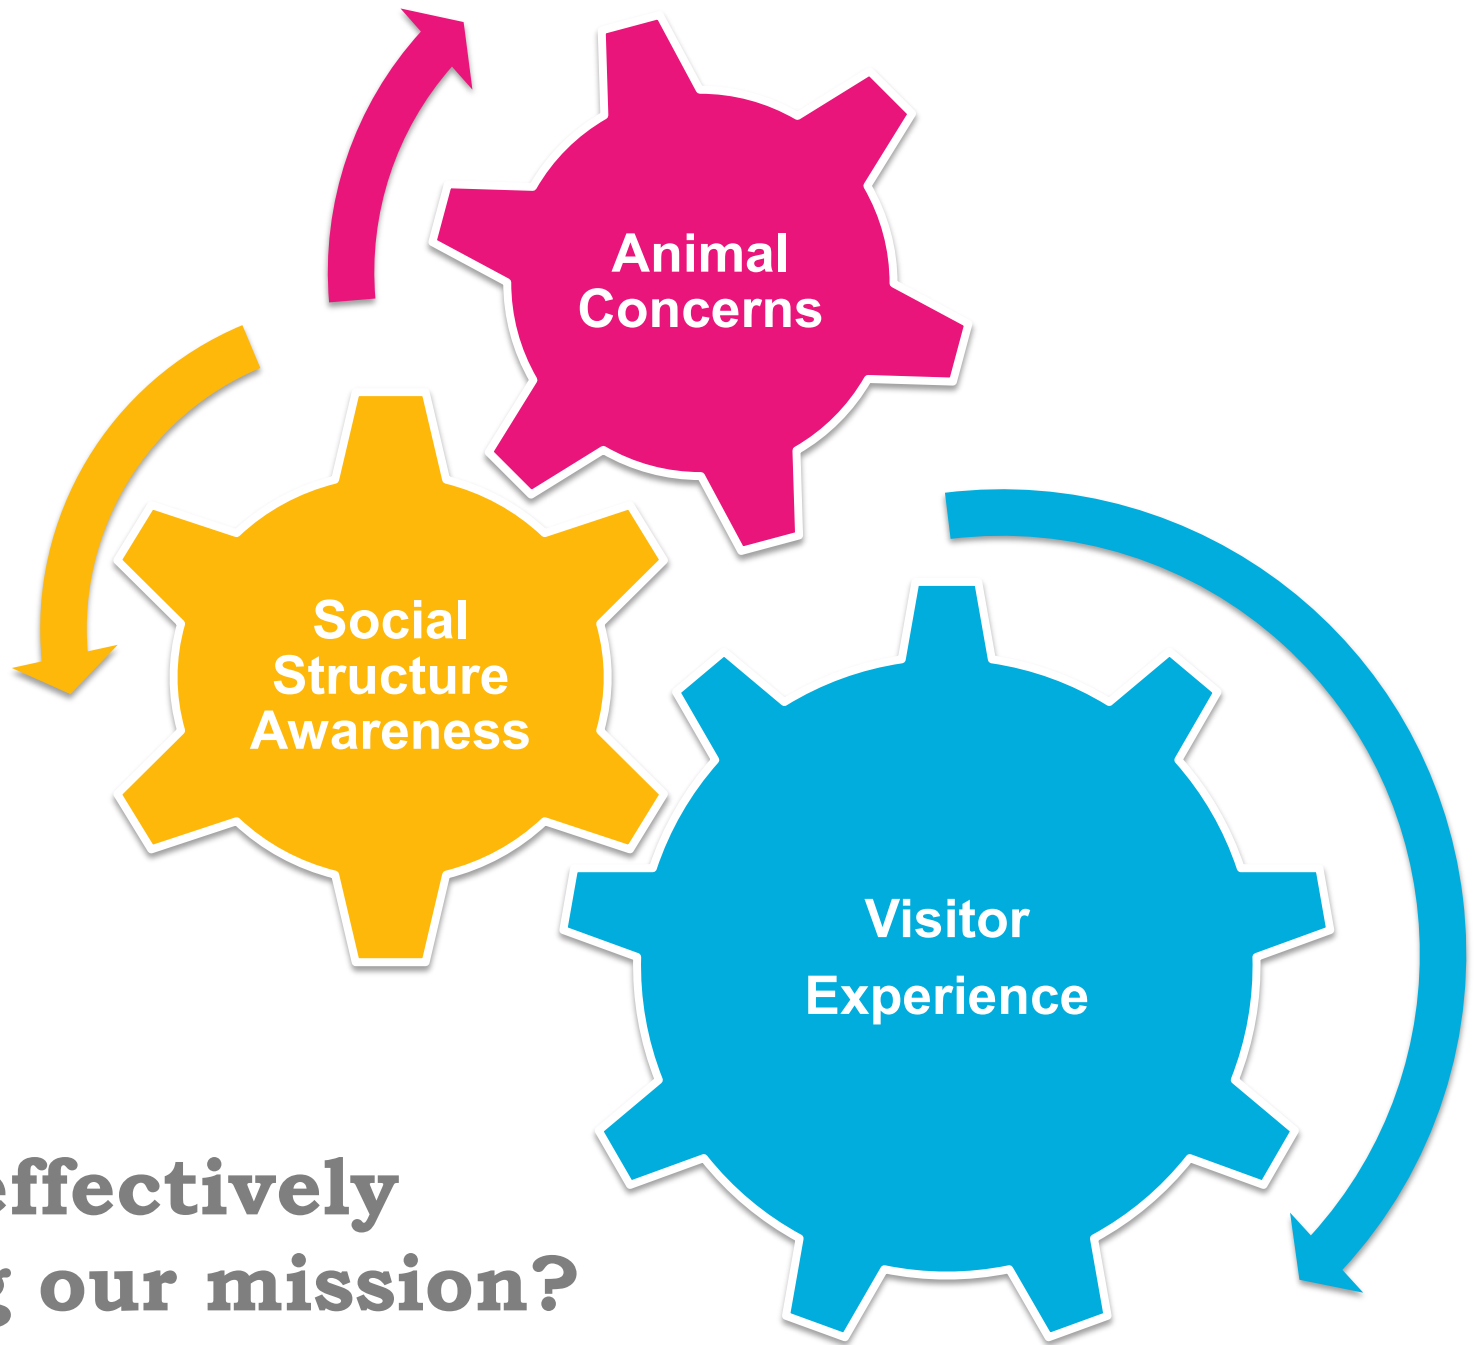 Animal
Concerns
Social
Structure
Awareness
Visitor
Experience
effectively
g our mission?